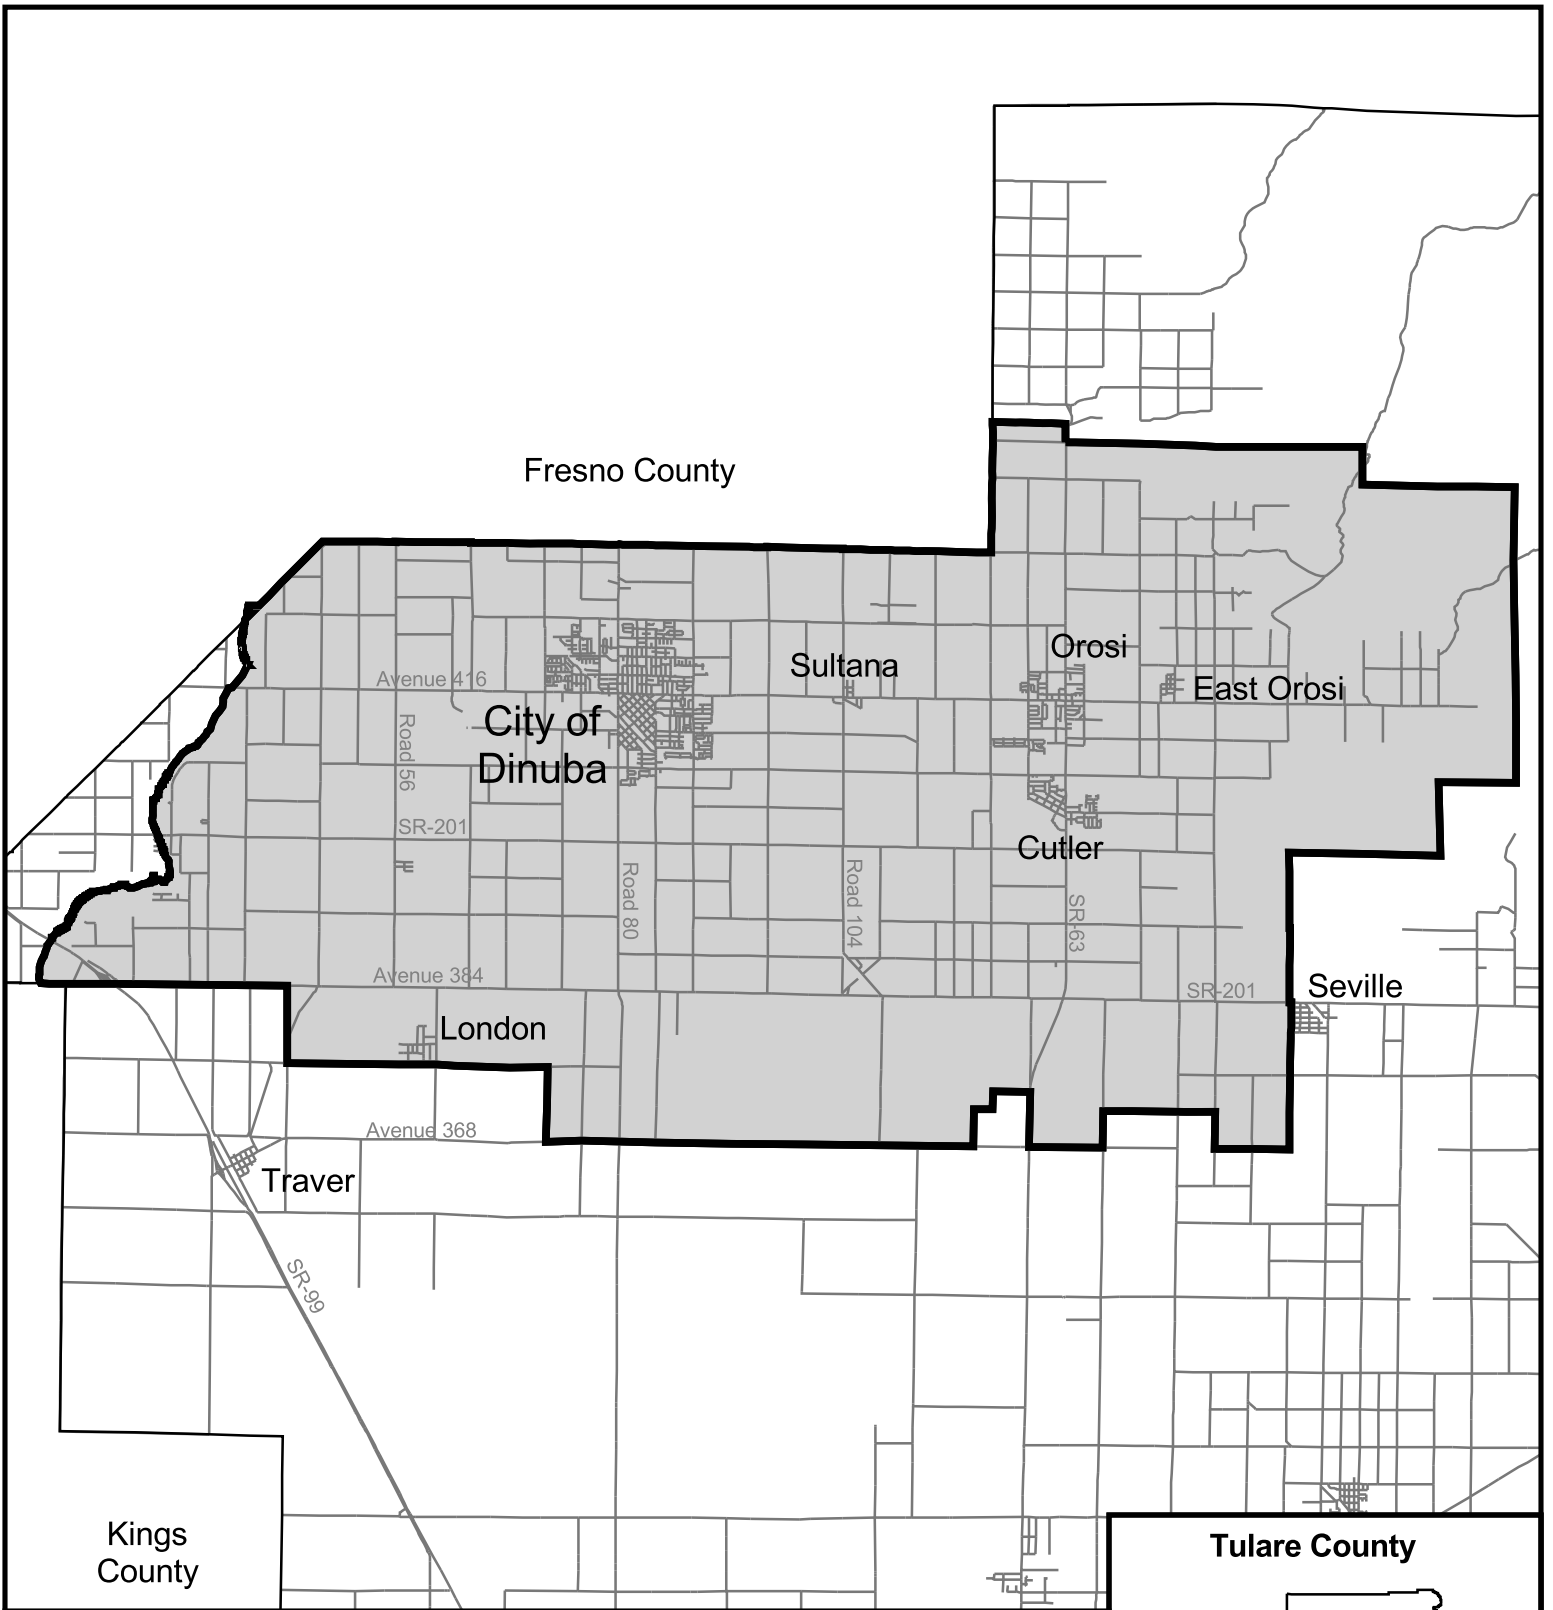 Fresno County
Orosi
Sultana
Avenue 416
East Orosi
City of
Dinuba
Road 56
SR-201
Cutler
Road 80
Road 104
SR-63
Avenue 384
SR-201
Seville
London
Avenue 368
Traver
SR-99
Kings
County
Tulare County